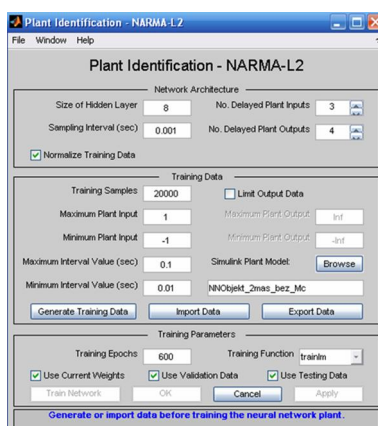 Plant Identification - NARMA-L2
File Window Help
Plant Identification - NARMA-L2
Network Architecture
Size of Hidden Layer 8 No. Delayed Plant Inputs 3
Sampling Interval (sec) 0.001 No. Delayed Plant Outputs 4
Normalize Training Data
Training Data
Training Samples 20000 Limit Output Data
Maximum Plant Input 1 Maximum Plant Output Inf
Minimum Plant Input -1 Minimum Plant Output -Inf
Maximum Interval Value (sec) 0.1 Simulink Plant Model: Browse
Minimum Interval Value (sec) 0.01 NNObjekt_2mas_bez_Mc
Generate Training Data Import Data Export Data
Training Parameters
Training Epochs 600 Training Function trainlm
Use Current Weights Use Validation Data Use Testing Data
Train Network OK Cancel Apply
Generate or import data before training the neural network plant.